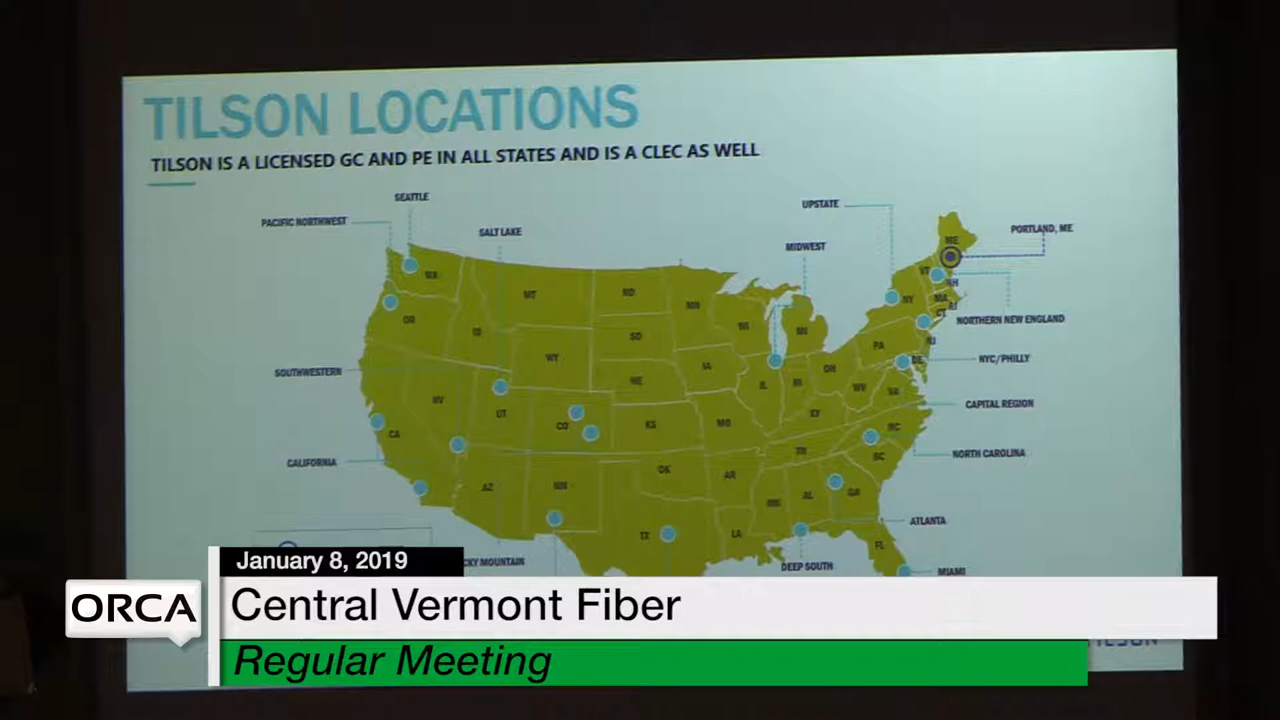 TILSON LOCATIONS
TILSON IS A LICENSED GC AND PE IN ALL STATES AND IS A CLEC AS WELL
SEATTLE
PACIFIC NORTHWEST
SALT LAKE
UPSTATE
MIDWEST
PORTLAND, ME
ME
WA
VT
NH
MT
ND
MN
NY
MA
RI
CT
OR
NORTHERN NEW ENGLAND
ID
SD
WI
MI
PA
NJ
WY
IA
OH
DE
NYC/PHILLY
SOUTHWESTERN
NE
IL
IN
WV
VA
NV
UT
CO
KS
MO
KY
CAPITAL REGION
CA
NC
NORTH CAROLINA
CALIFORNIA
TN
SC
OK
AR
AZ
NM
MS
AL
GA
TX
LA
FL
ATLANTA
CKY MOUNTAIN
DEEP SOUTH
MIAMI
January 8, 2019
ORCA
Central Vermont Fiber
Regular Meeting